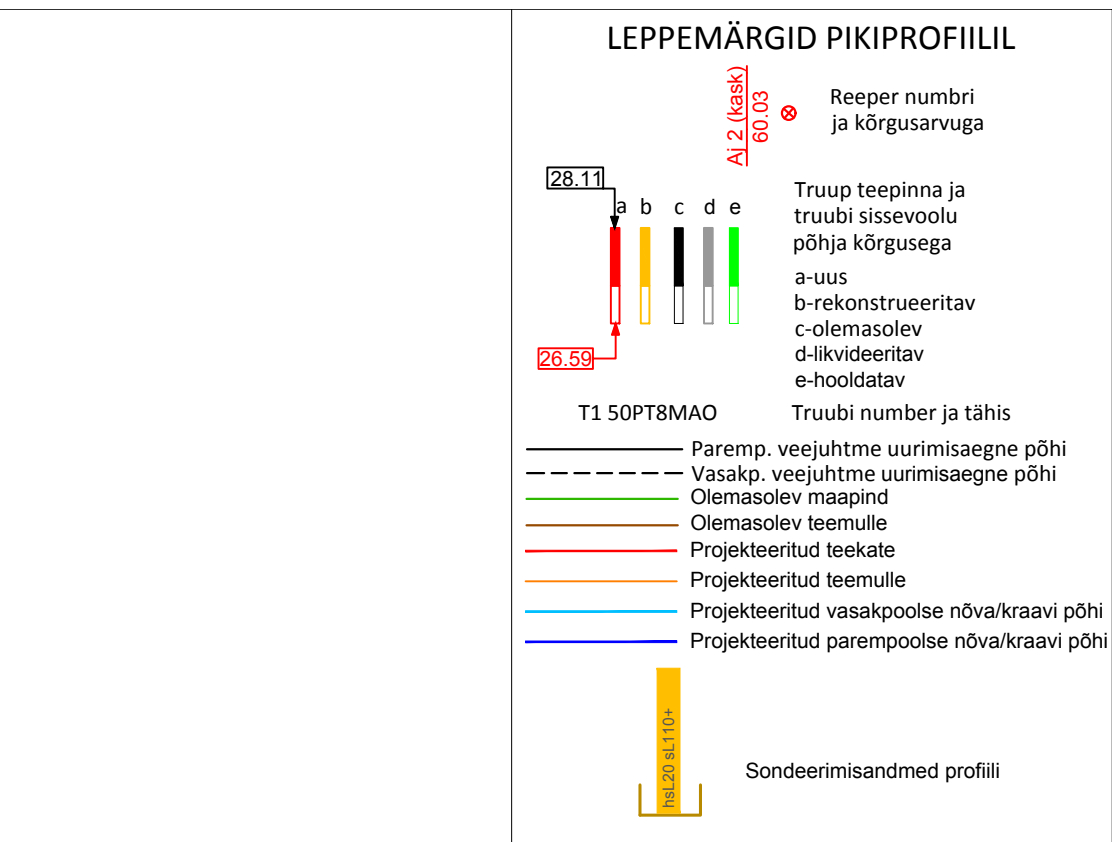 LEPPEMÄRGID PIKIPROFIILIL
Aj 2 (kask)
60.03
Reeper numbri
ja kõrgusarvuga
28.11
a b c d e
26.59
Truup teepinna ja
truubi sissevoolu
põhja kõrgusega
a-uus
b-rekonstrueeritav
c-olemasolev
d-likvideeritav
e-hooldatav
T1 50PT8MAO
Truubi number ja tähis
Paremp. veejuhtme uurimisaegne põhi
Vasakp. veejuhtme uurimisaegne põhi
Olemasolev maapind
Olemasolev teemulle
Projekteeritud teekate
Projekteeritud teemulle
Projekteeritud vasakpoolse nõva/kraavi põhi
Projekteeritud parempoolse nõva/kraavi põhi
hsL20 sL110+
Sondeerimisandmed profiili